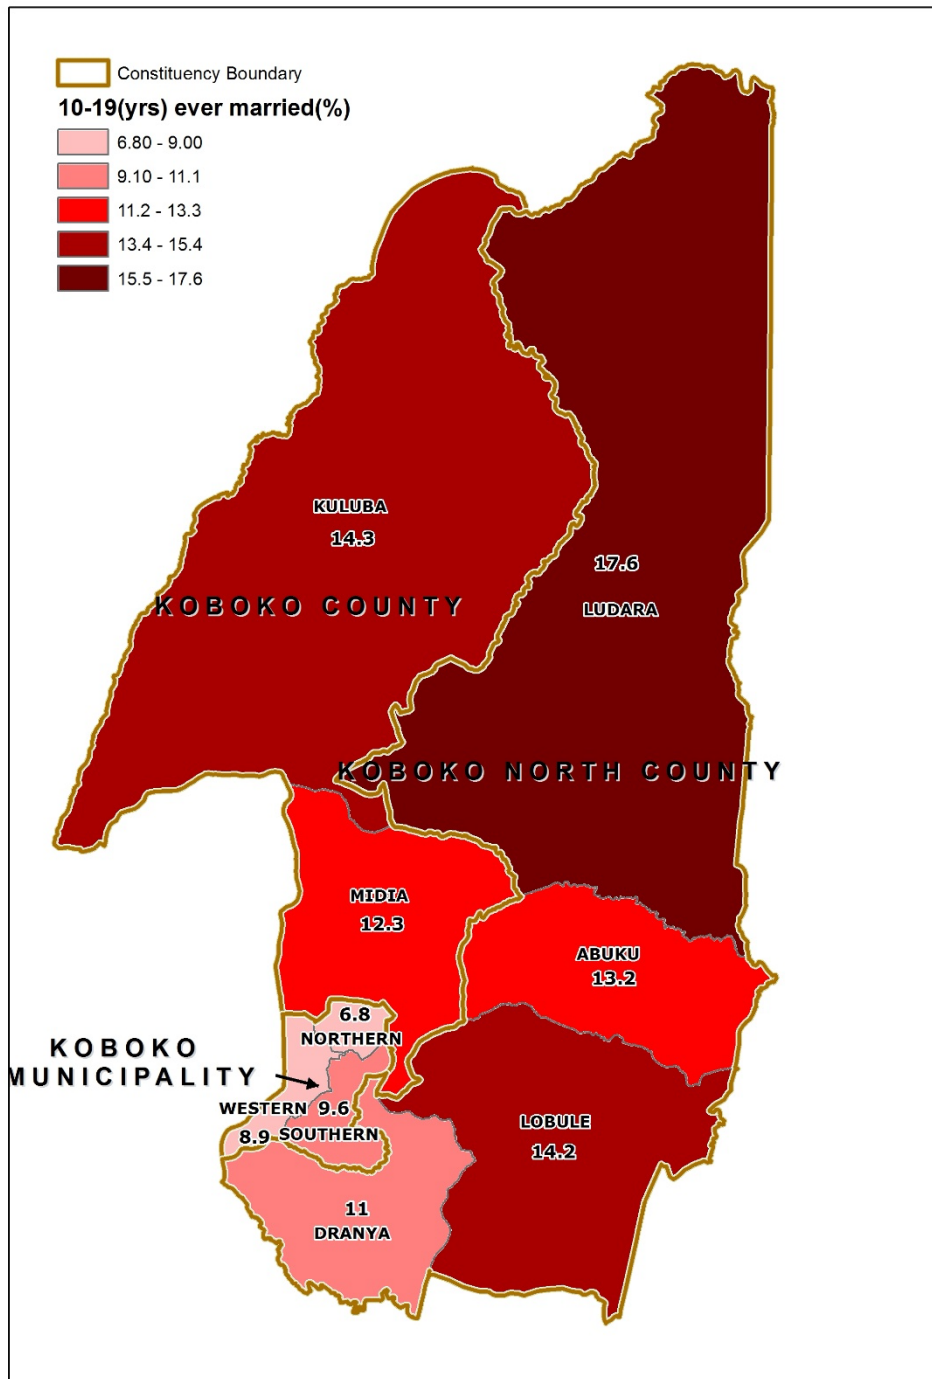 Constituency Boundary
10-19(yrs) ever married(%)
6.80 - 9.00
9.10 - 11.1
11.2 - 13.3
13.4 - 15.4
15.5 - 17.6
KULUBA
14.3
17.6
LUDARA
KOBOKO COUNTY
KOBOKO NORTH COUNTY
MIDIA
12.3
ABUKU
13.2
6.8
NORTHERN
KOBOKO
MUNICIPALITY
WESTERN 9.6
8.9 SOUTHERN
LOBULE
14.2
11
DRANYA